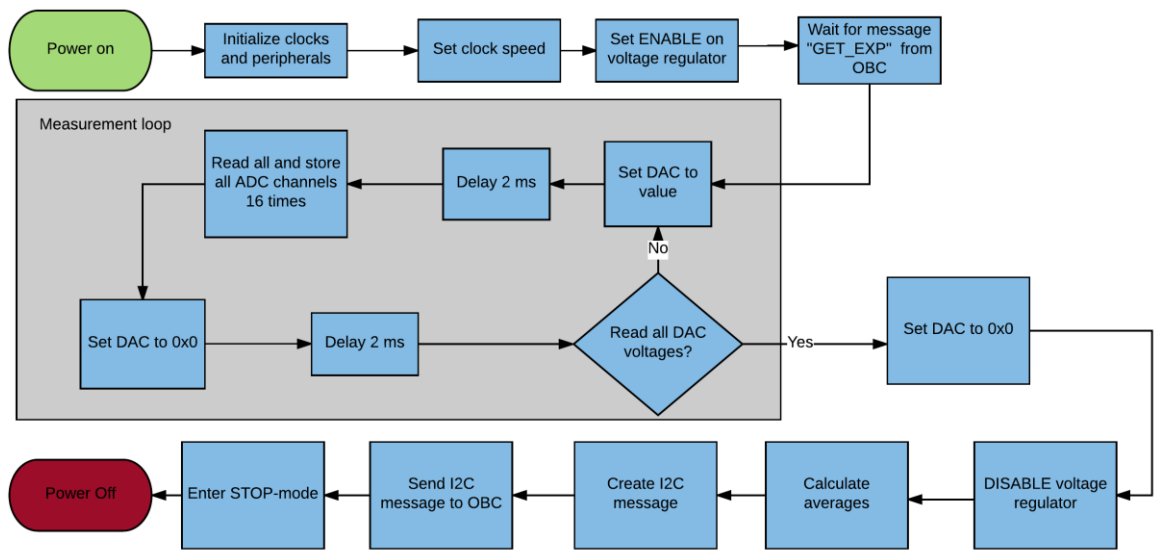 Power on
Initialize clocks
and peripherals
Set clock speed
Set ENABLE on
voltage regulator
Wait for message
"GET_EXP" from
OBC
Measurement loop
Read all and store
all ADC channels
16 times
Delay 2 ms
Set DAC to
value
No
Set DAC to 0x0
Delay 2 ms
Read all DAC
voltages?
Yes
Set DAC to 0x0
Power Off
Enter STOP-mode
Send I2C
message to OBC
Create I2C
message
Calculate
averages
DISABLE voltage
regulator